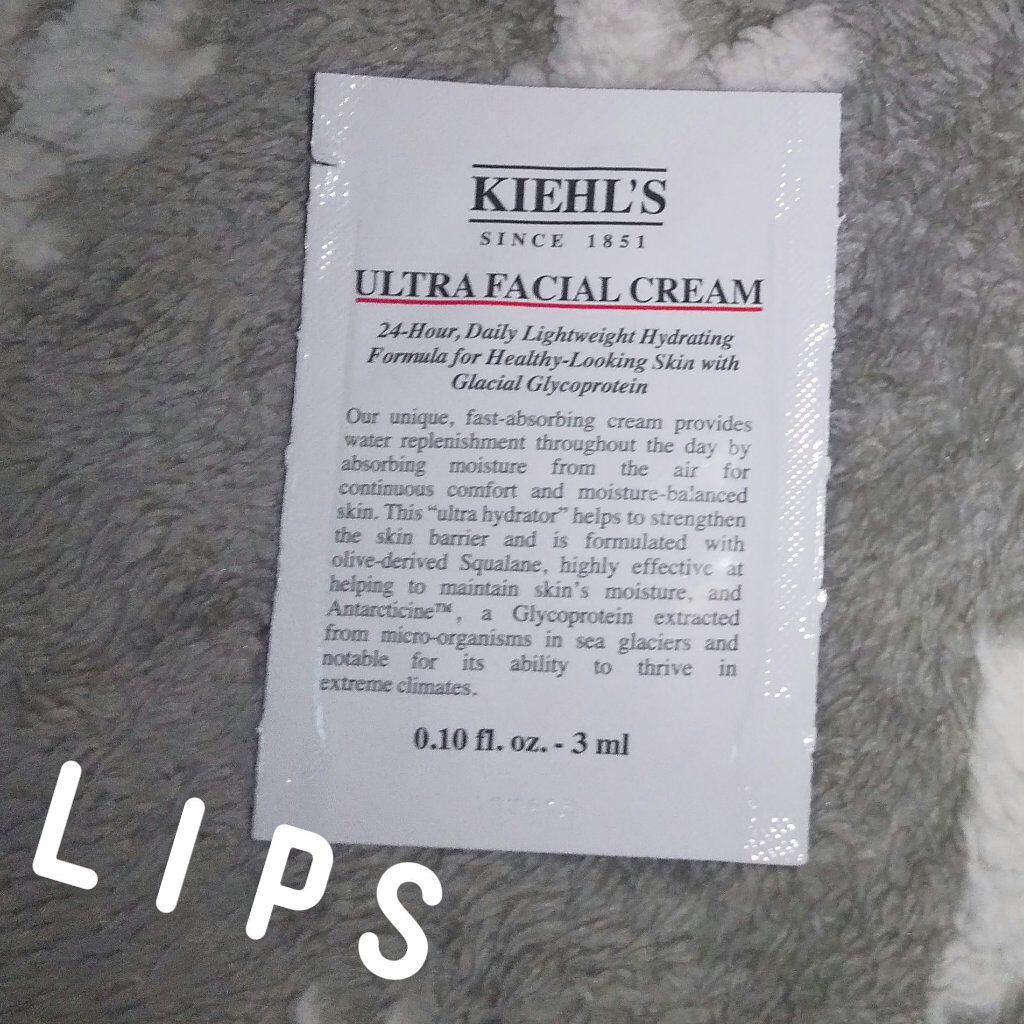 KIEHL'S
SINCE 1851
ULTRA FACIAL CREAM
24-Hour, Daily Lightweight Hydrating
Formula for Healthy-Looking Skin with
Glacial Glycoprotein
Our unique, fast-absorbing cream provides
water replenishment throughout the day by
absorbing moisture from the air for
continuous comfort and moisture-balanced
skin. This “ultra hydrator” helps to strengthen
the skin barrier and is formulated with
olive-derived Squalane, highly effective at
helping to maintain skin’s moisture, and
Antarcticine™, a Glycoprotein extracted
from micro-organisms in sea glaciers and
notable for its ability to thrive in
extreme climates.
0.10 fl. oz. - 3 ml
LIPS